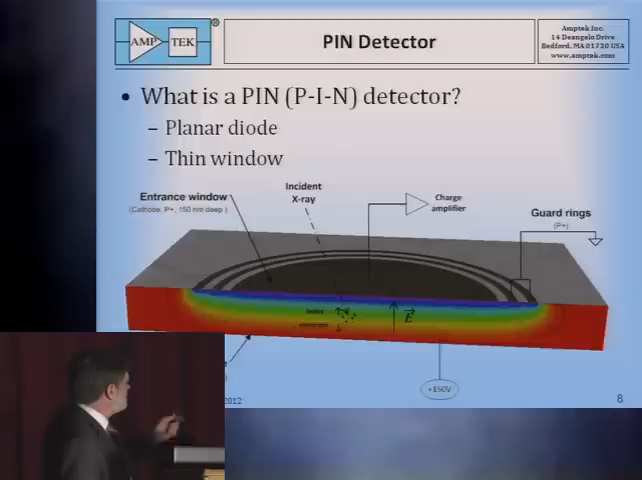 AMP TEK ®
PIN Detector
Amptek Inc.
14 Deangelo Drive
Bedford, MA 01730 USA
www.amptek.com
• What is a PIN (P-I-N) detector?
– Planar diode
– Thin window
Incident
X-ray
Entrance window
(Cathode, P+, 150 nm deep)
Charge
amplifier
Guard rings
(P+)
holes
electrons
E
+150V
2012
8